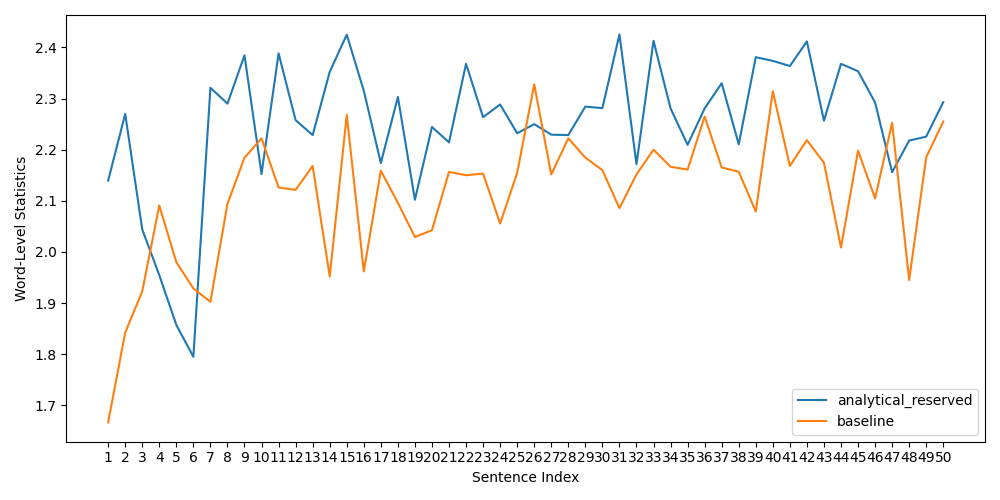 2.4
2.3
2.2
2.1
2.0
1.9
1.8
1.7
Word-Level Statistics
analytical_reserved
baseline
1 2 3 4 5 6 7 8 9 10 11 12 13 14 15 16 17 18 19 20 21 22 23 24 25 26 27 28 29 30 31 32 33 34 35 36 37 38 39 40 41 42 43 44 45 46 47 48 49 50
Sentence Index